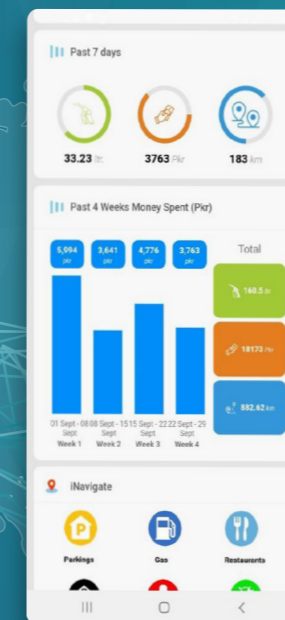 Past 7 days
33.23 ltr.
3763 Pkr
183 km
Past 4 Weeks Money Spent (Pkr)
5,994 pkr
3,641 pkr
4,776 pkr
3,763 pkr
Total
160.5 ltr
18173 Pkr
882.62 km
01 Sept - 08 Sept
08 Sept - 15 Sept
15 Sept - 22 Sept
22 Sept - 29 Sept
Week 1 Week 2 Week 3 Week 4
iNavigate
P
Parkings Gas Restaurants